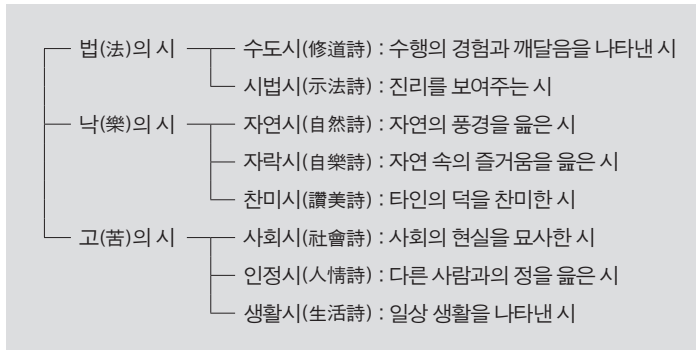 법(法)의 시 수도시(修道詩) : 수행의 경험과 깨달음을 나타낸 시
시법시(示法詩) : 진리를 보여주는 시
낙(樂)의 시 자연시(自然詩) : 자연의 풍경을 읊은 시
자락시(自樂詩) : 자연 속의 즐거움을 읊은 시
찬미시(讚美詩) : 타인의 덕을 찬미한 시
고(苦)의 시 사회시(社會詩) : 사회의 현실을 묘사한 시
인정시(人情詩) : 다른 사람과의 정을 읊은 시
생활시(生活詩) : 일상 생활을 나타낸 시